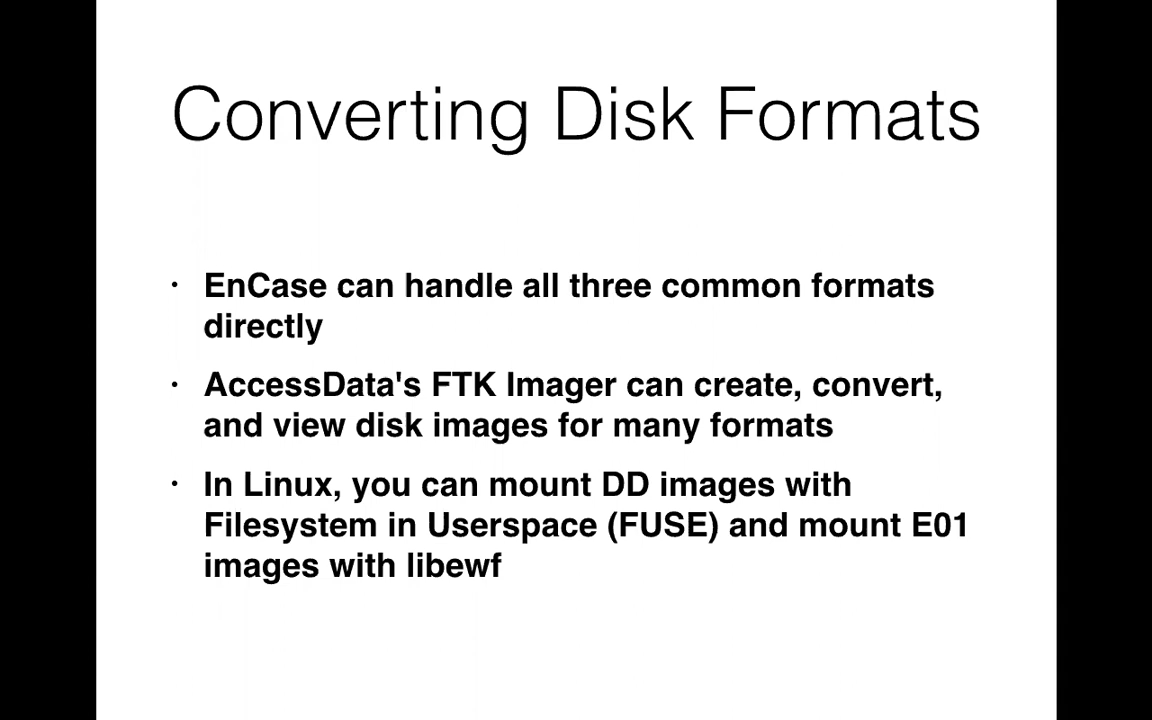 Converting Disk Formats
• EnCase can handle all three common formats
directly
• AccessData's FTK Imager can create, convert,
and view disk images for many formats
• In Linux, you can mount DD images with
Filesystem in Userspace (FUSE) and mount E01
images with libewf